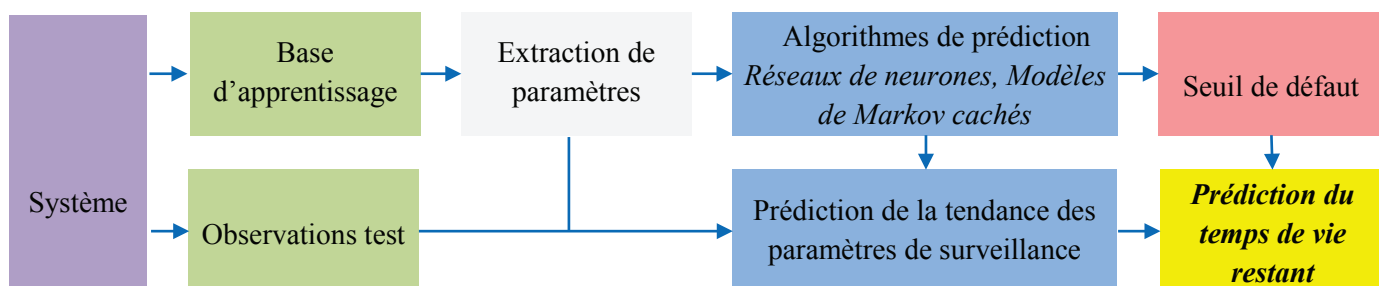 Système
Base
d’apprentissage
Extraction de
paramètres
Algorithmes de prédiction
Réseaux de neurones, Modèles
de Markov cachés
Seuil de défaut
Observations test
Prédiction de la tendance des
paramètres de surveillance
Prédiction du
temps de vie
restant